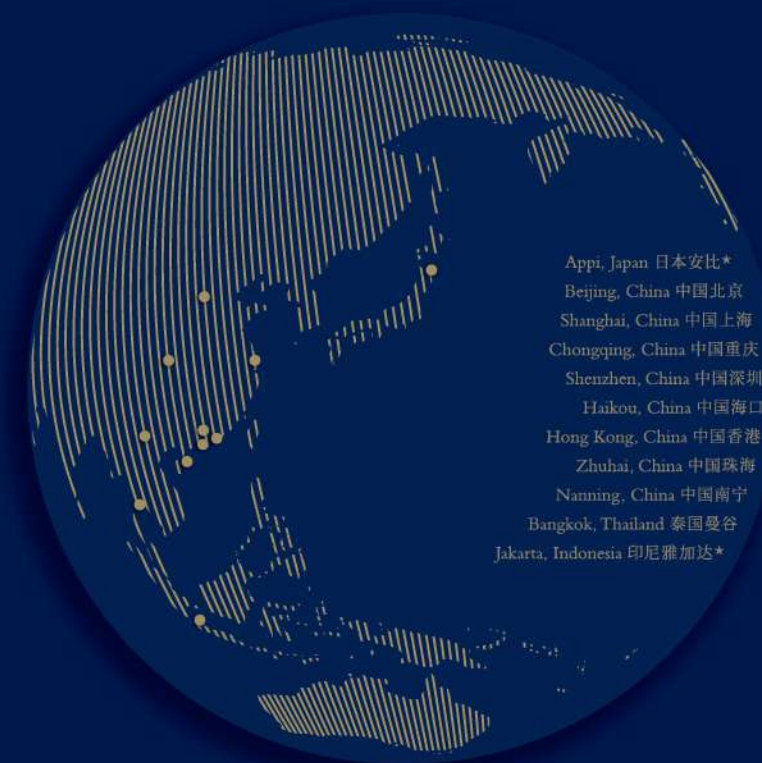 Appi, Japan 日本安比★
Beijing, China 中国北京
Shanghai, China 中国上海
Chongqing, China 中国重庆
Shenzhen, China 中国深圳
Haikou, China 中国海口
Hong Kong, China 中国香港
Zhuhai, China 中国珠海
Nanning, China 中国南宁
Bangkok, Thailand 泰国曼谷
Jakarta, Indonesia 印尼雅加达★